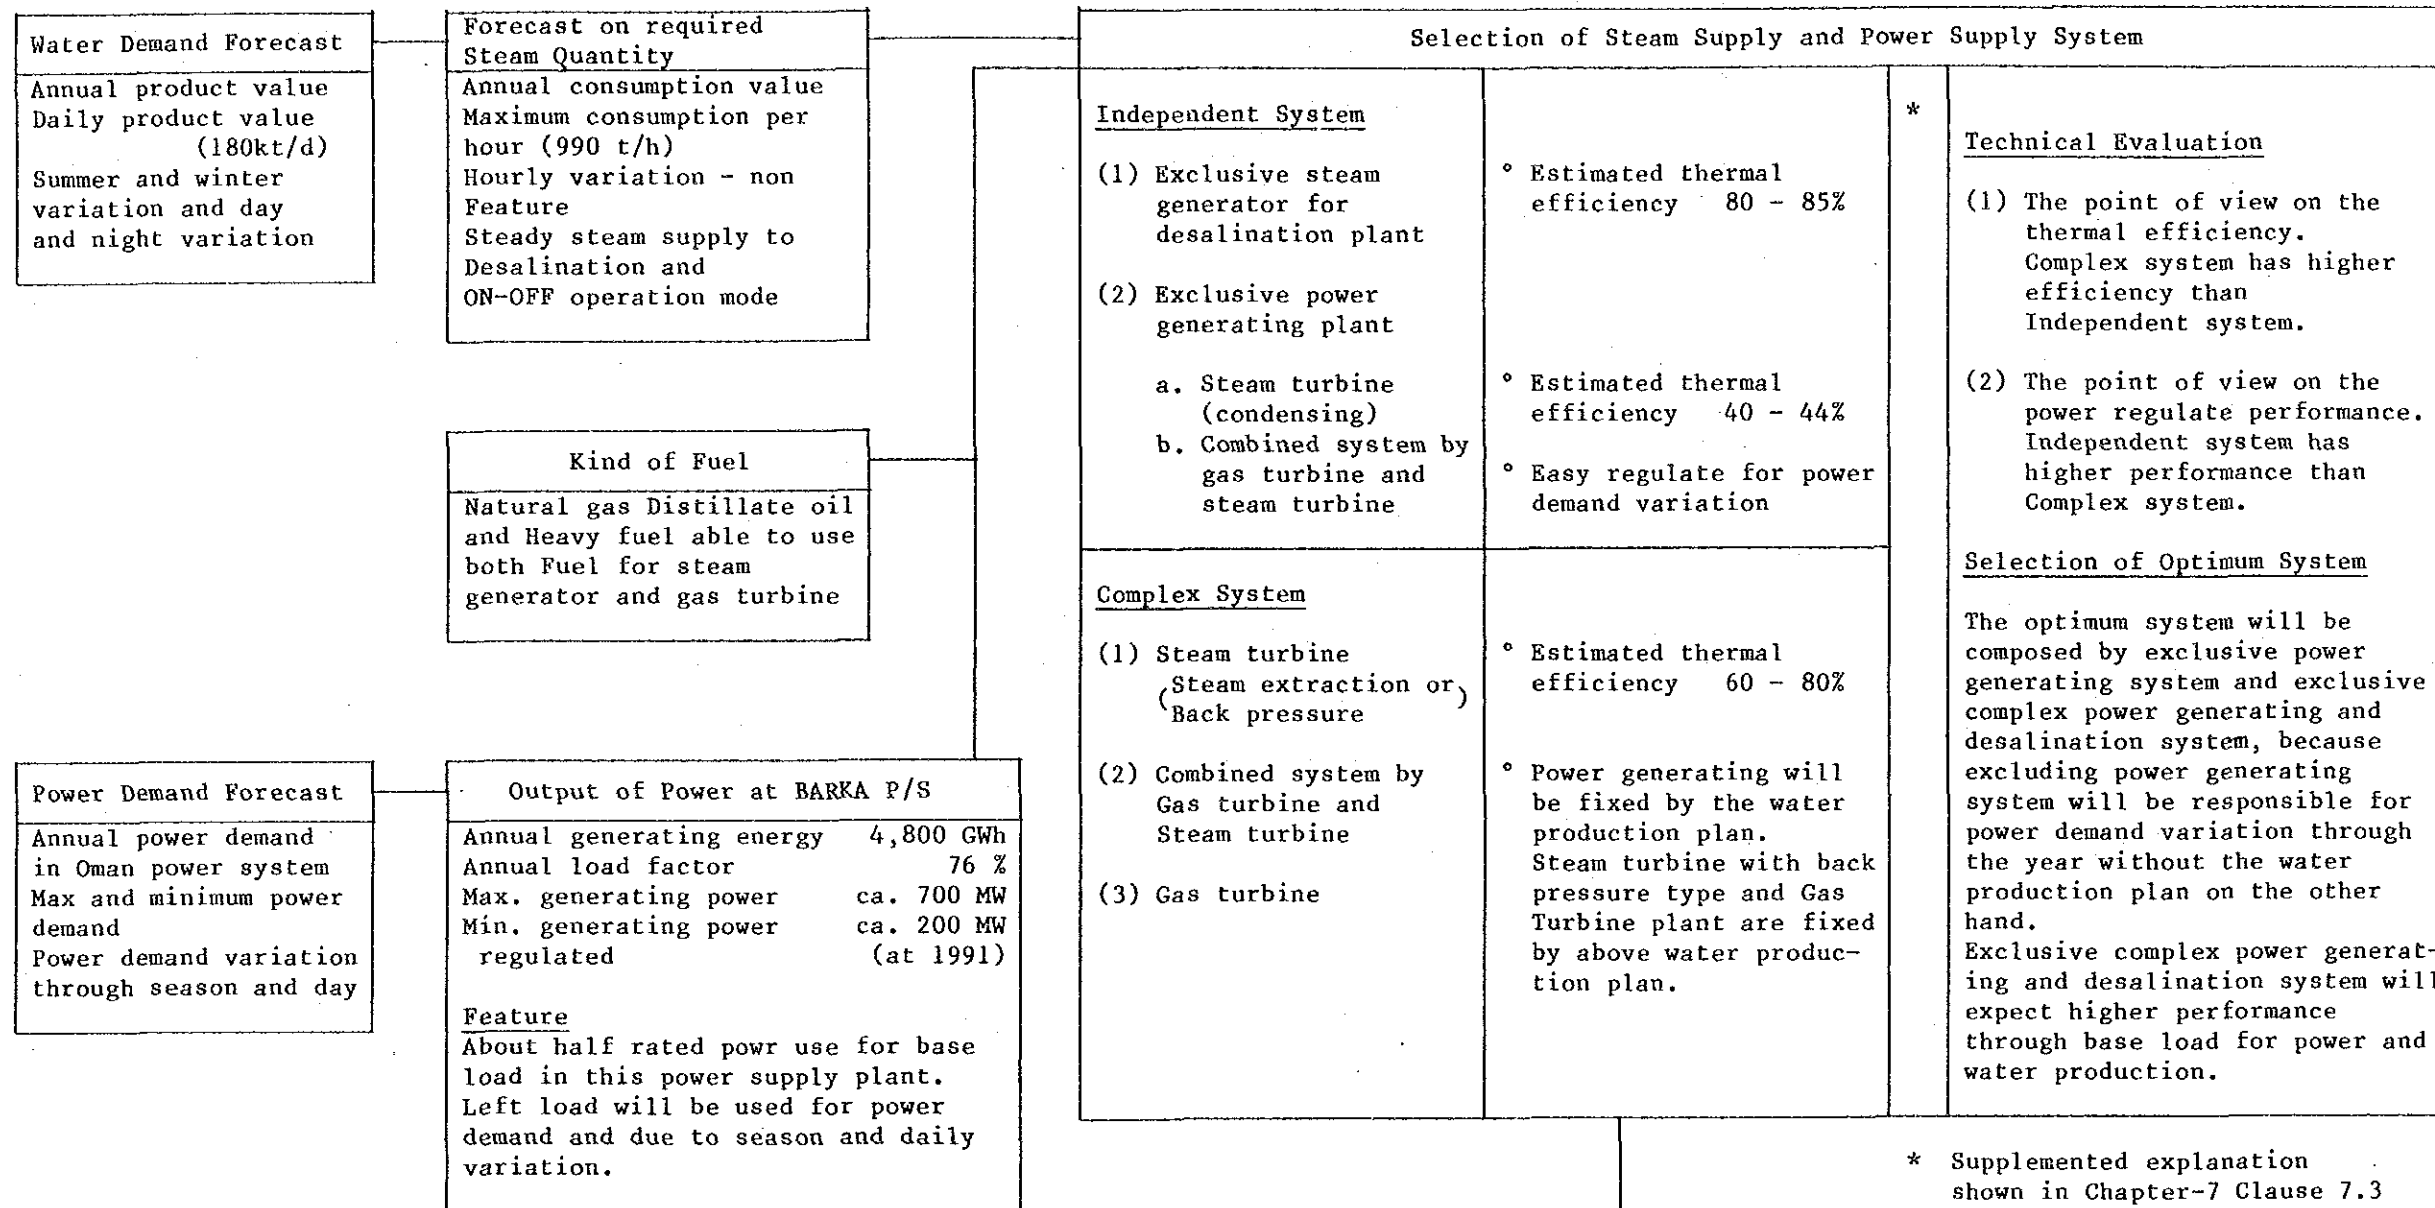 Water Demand Forecast
Annual product value
Daily product value
(180kt/d)
Summer and winter
variation and day
and night variation
Forecast on required
Steam Quantity
Annual consumption value
Maximum consumption per
hour (990 t/h)
Hourly variation - non
Feature
Steady steam supply to
Desalination and
ON-OFF operation mode
Kind of Fuel
Natural gas Distillate oil
and Heavy fuel able to use
both Fuel for steam
generator and gas turbine
Power Demand Forecast
Annual power demand
in Oman power system
Max and minimum power
demand
Power demand variation
through season and day
Output of Power at BARKA P/S
Annual generating energy 4,800 GWh
Annual load factor 76 %
Max. generating power ca. 700 MW
Min. generating power ca. 200 MW
regulated (at 1991)
Feature
About half rated powr use for base
load in this power supply plant.
Left load will be used for power
demand and due to season and daily
variation.
Selection of Steam Supply and Power Supply System
Independent System
(1) Exclusive steam
generator for
desalination plant
(2) Exclusive power
generating plant
a. Steam turbine
(condensing)
b. Combined system by
gas turbine and
steam turbine
° Estimated thermal
efficiency 80 - 85%
° Estimated thermal
efficiency 40 - 44%
° Easy regulate for power
demand variation
Complex System
(1) Steam turbine
(Steam extraction or)
Back pressure
(2) Combined system by
Gas turbine and
Steam turbine
(3) Gas turbine
° Estimated thermal
efficiency 60 - 80%
° Power generating will
be fixed by the water
production plan.
Steam turbine with back
pressure type and Gas
Turbine plant are fixed
by above water produc-
tion plan.
*
Technical Evaluation
(1) The point of view on the
thermal efficiency.
Complex system has higher
efficiency than
Independent system.
(2) The point of view on the
power regulate performance.
Independent system has
higher performance than
Complex system.
Selection of Optimum System
The optimum system will be
composed by exclusive power
generating system and exclusive
complex power generating and
desalination system, because
excluding power generating
system will be responsible for
power demand variation through
the year without the water
production plan on the other
hand.
Exclusive complex power generat-
ing and desalination system will
expect higher performance
through base load for power and
water production.
* Supplemented explanation
shown in Chapter-7 Clause 7.3